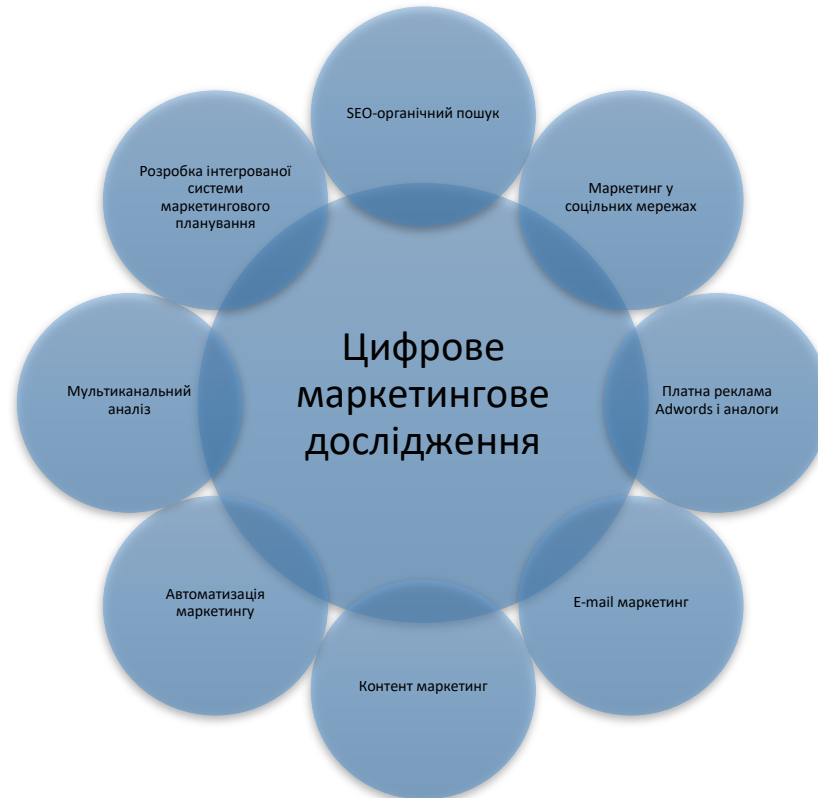 SEO-органічний пошук
Розробка інтегрованої
системи
маркетингового
планування
Маркетинг у
соцільних мережах
Цифрове
маркетингове
дослідження
Мультиканальний
аналіз
Платна реклама
Adwords і аналоги
Автоматизація
маркетингу
E-mail маркетинг
Контент маркетинг